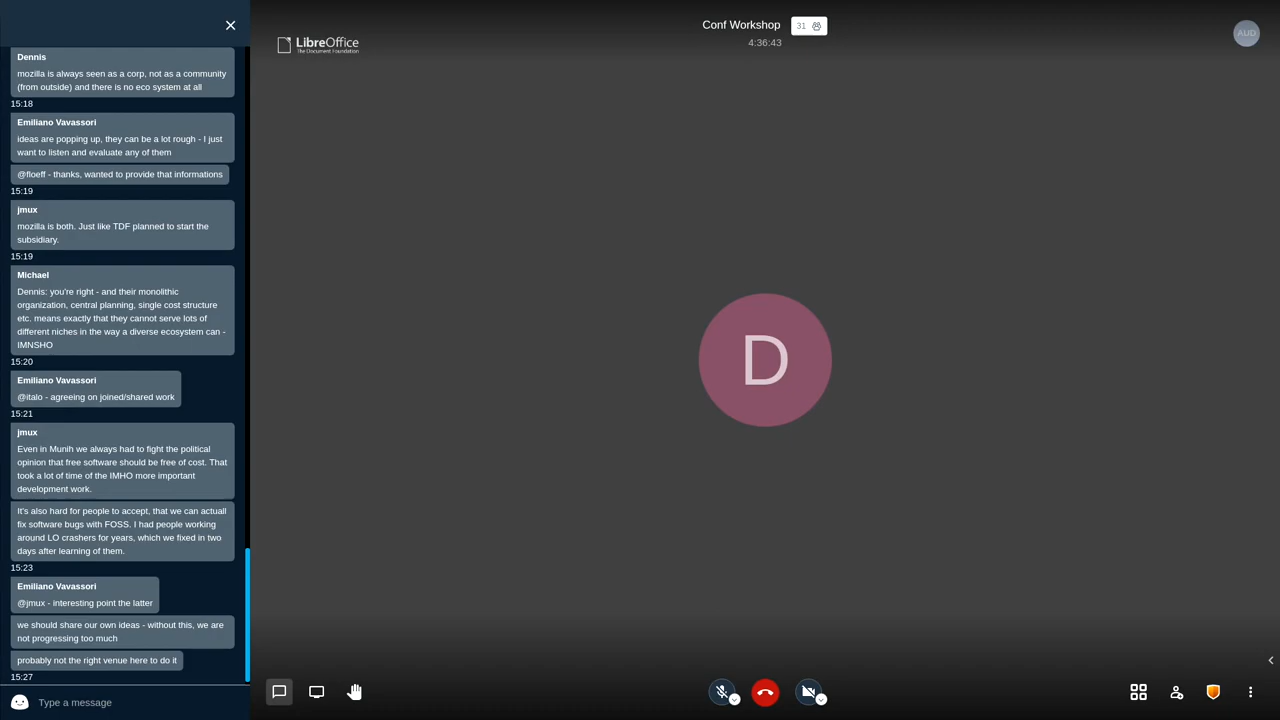 Dennis
mozilla is always seen as a corp, not as a community
(from outside) and there is no eco system at all
15:18
Emiliano Vavassori
ideas are popping up, they can be a lot rough - I just
want to listen and evaluate any of them
@floeff - thanks, wanted to provide that informations
15:19
jmux
mozilla is both. Just like TDF planned to start the
subsidiary.
15:19
Michael
Dennis: you're right - and their monolithic
organization, central planning, single cost structure
etc. means exactly that they cannot serve lots of
different niches in the way a diverse ecosystem can -
IMNSHO
15:20
Emiliano Vavassori
@italo - agreeing on joined/shared work
15:21
jmux
Even in Munih we always had to fight the political
opinion that free software should be free of cost. That
took a lot of time of the IMHO more important
development work.
It's also hard for people to accept, that we can actuall
fix software bugs with FOSS. I had people working
around LO crashers for years, which we fixed in two
days after learning of them.
15:23
Emiliano Vavassori
@jmux - interesting point the latter
we should share our own ideas - without this, we are
not progressing too much
probably not the right venue here to do it
15:27
Type a message
LibreOffice
The Document Foundation
Conf Workshop 31
4:36:43
AUD
D